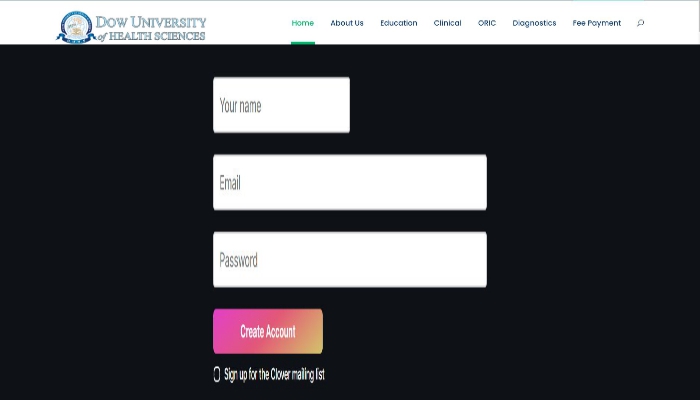 DOW UNIVERSITY
of HEALTH SCIENCES
Home About Us Education Clinical ORIC Diagnostics Fee Payment
Your name
Email
Password
Create Account
Sign up for the Clover mailing list